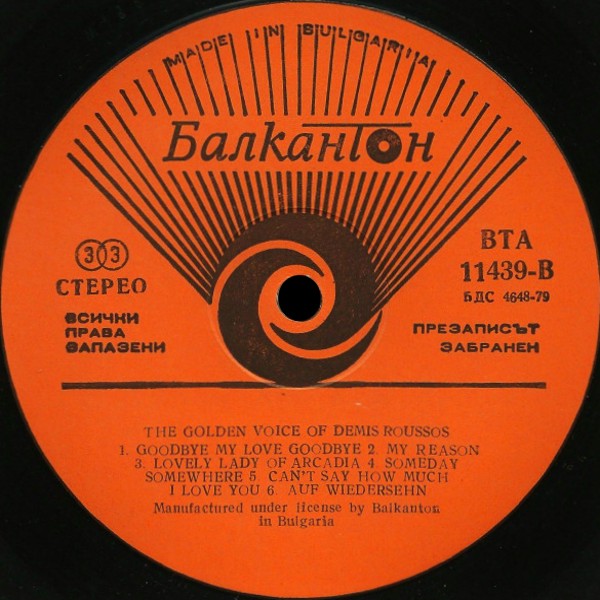 MADE IN BULGARIA
Балкантон
33
СТЕРЕО
ВСИЧКИ
ПРАВА
ЗАПАЗЕНИ
ВТА
11439-В
БДС 4648-79
ПРЕЗАПИСЪТ
ЗАБРАНЕН
THE GOLDEN VOICE OF DEMIS ROUSSOS
1. GOODBYE MY LOVE GOODBYE 2. MY REASON
3. LOVELY LADY OF ARCADIA 4. SOMEDAY
SOMEWHERE 5. CAN'T SAY HOW MUCH
I LOVE YOU 6. AUF WIEDERSEHN
Manufactured under license by Balkanton
in Bulgaria